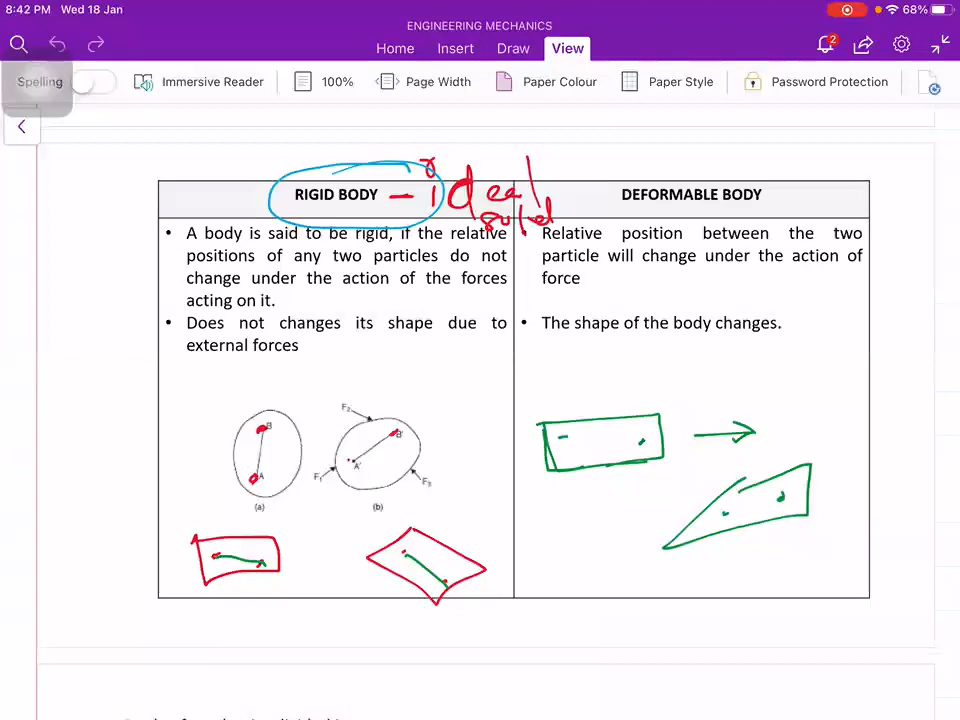 8:42 PM Wed 18 Jan
68%
ENGINEERING MECHANICS
Home Insert Draw View
2
Spelling
Immersive Reader
100%
Page Width
Paper Colour
Paper Style
Password Protection
RIGID BODY – ideal
solid
DEFORMABLE BODY
• A body is said to be rigid, if the relative
positions of any two particles do not
change under the action of the forces
acting on it.
• Does not changes its shape due to
external forces
• Relative position between the two
particle will change under the action of
force
• The shape of the body changes.
B
A
(a)
F2
B'
A'
F1
F3
(b)